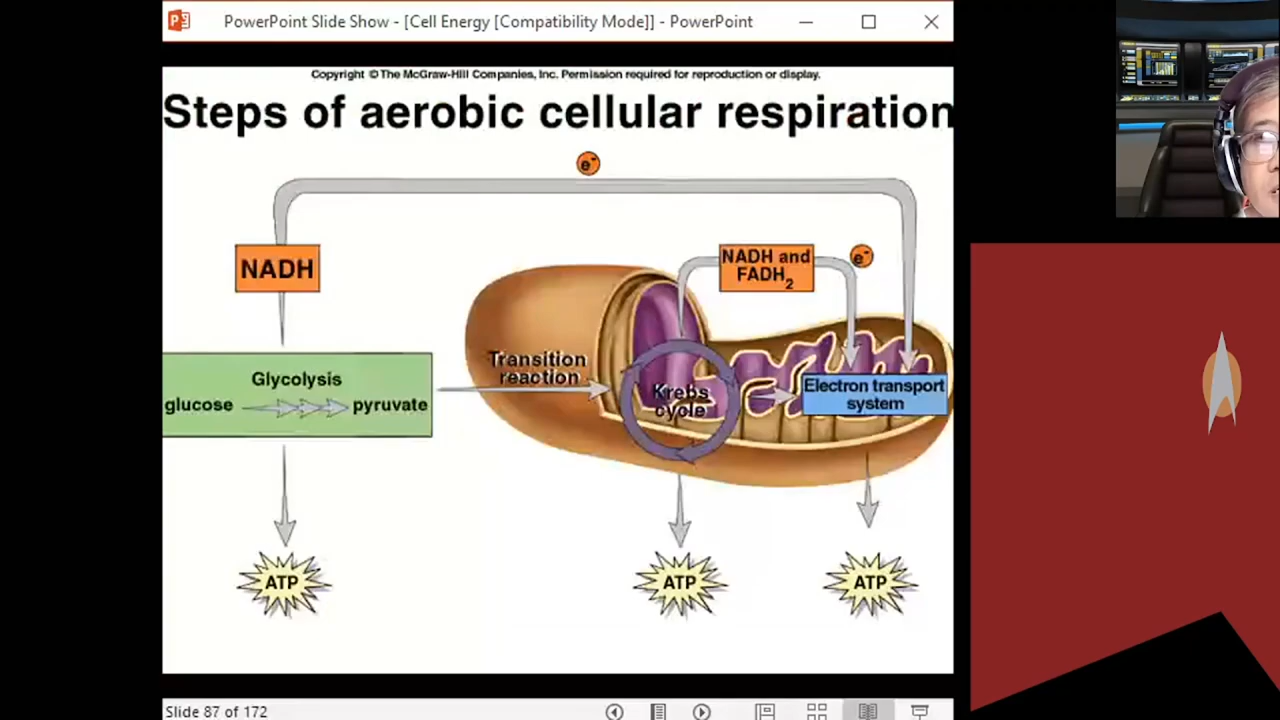 PowerPoint Slide Show - [Cell Energy [Compatibility Mode]] - PowerPoint
Copyright © The McGraw-Hill Companies, Inc. Permission required for reproduction or display.
Steps of aerobic cellular respiration
e-
NADH
NADH and
FADH2
e-
Glycolysis
glucose
pyruvate
Transition
reaction
Krebs
cycle
Electron transport
system
ATP
ATP
ATP
Slide 87 of 172